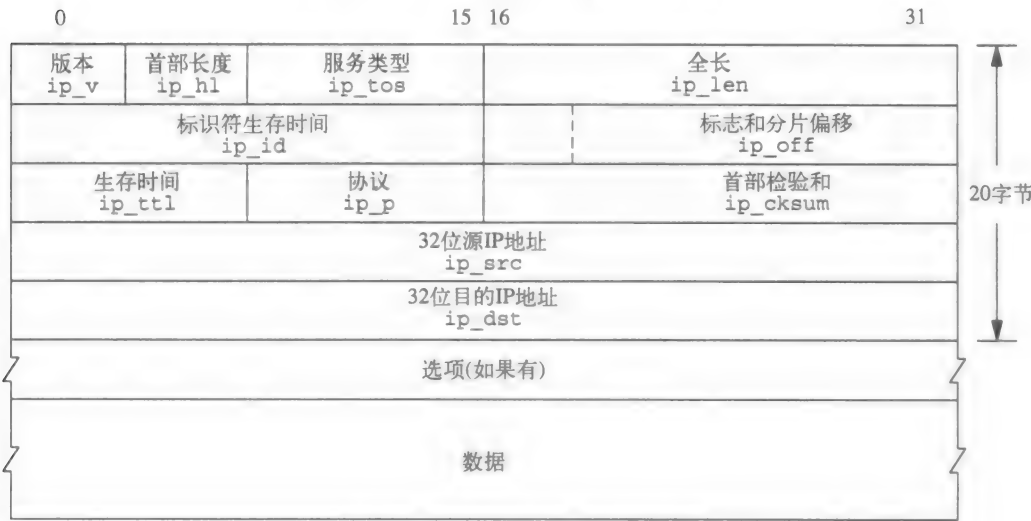 0 15 16 31
版本 首部长度 服务类型 全长
ip_v ip_hl ip_tos ip_len
标识符生存时间 标志和分片偏移
ip_id ip_off
生存时间 协议 首部检验和
ip_ttl ip_p ip_cksum
20字节
32位源IP地址
ip_src
32位目的IP地址
ip_dst
选项(如果有)
数据